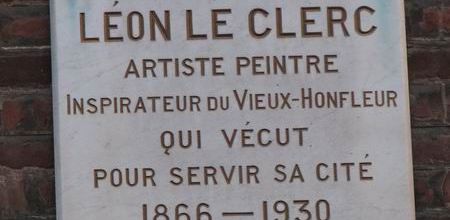 LÉON LE CLERC
ARTISTE PEINTRE
INSPIRATEUR DU VIEUX-HONFLEUR
QUI VÉCUT
POUR SERVIR SA CITÉ
1866 — 1930